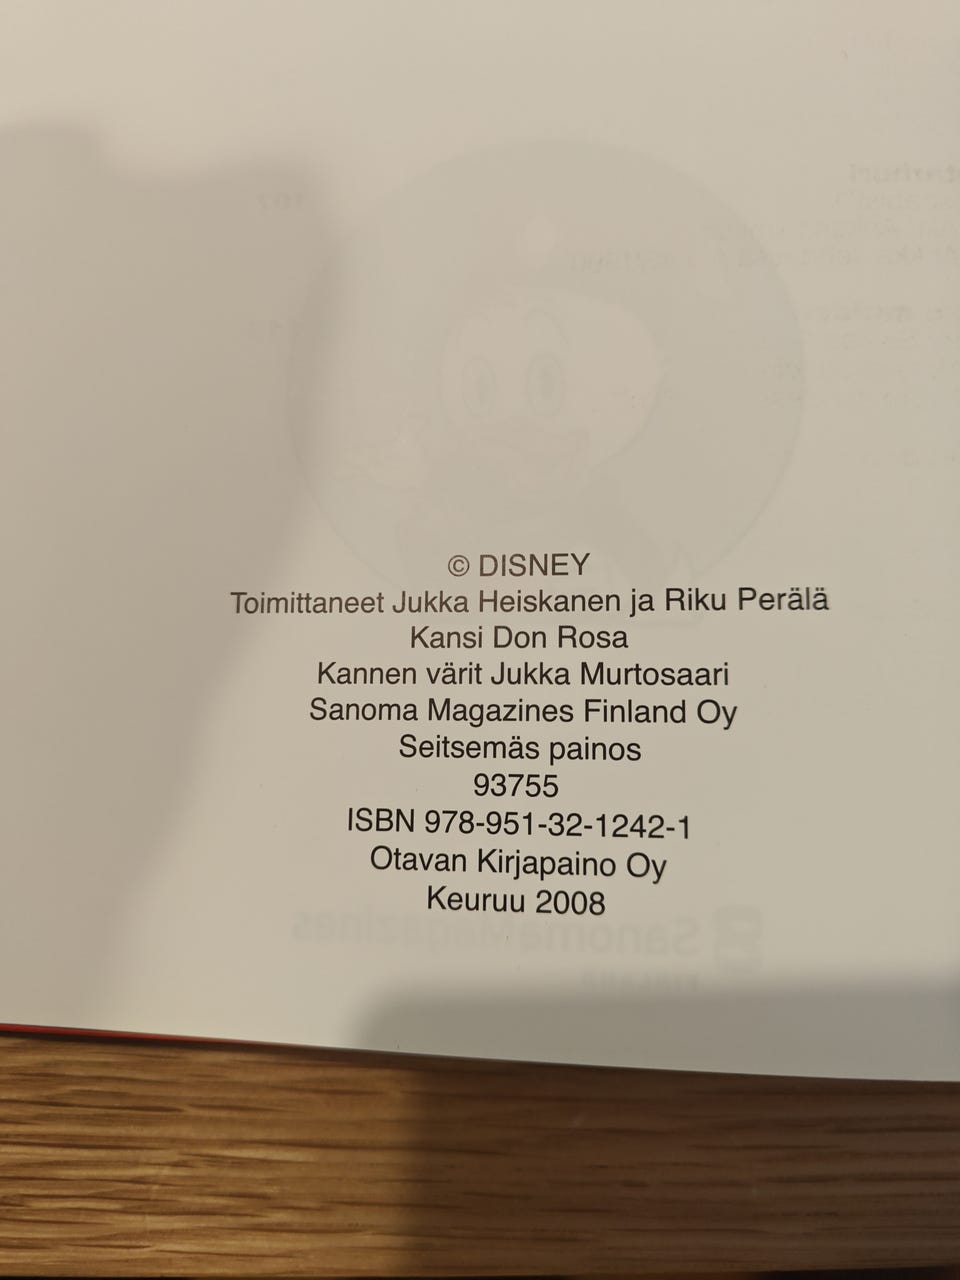 © DISNEY
Toimittaneet Jukka Heiskanen ja Riku Perälä
Kansi Don Rosa
Kannen värit Jukka Murtosaari
Sanoma Magazines Finland Oy
Seitsemäs painos
93755
ISBN 978-951-32-1242-1
Otavan Kirjapaino Oy
Keuruu 2008
SanomaMagazines